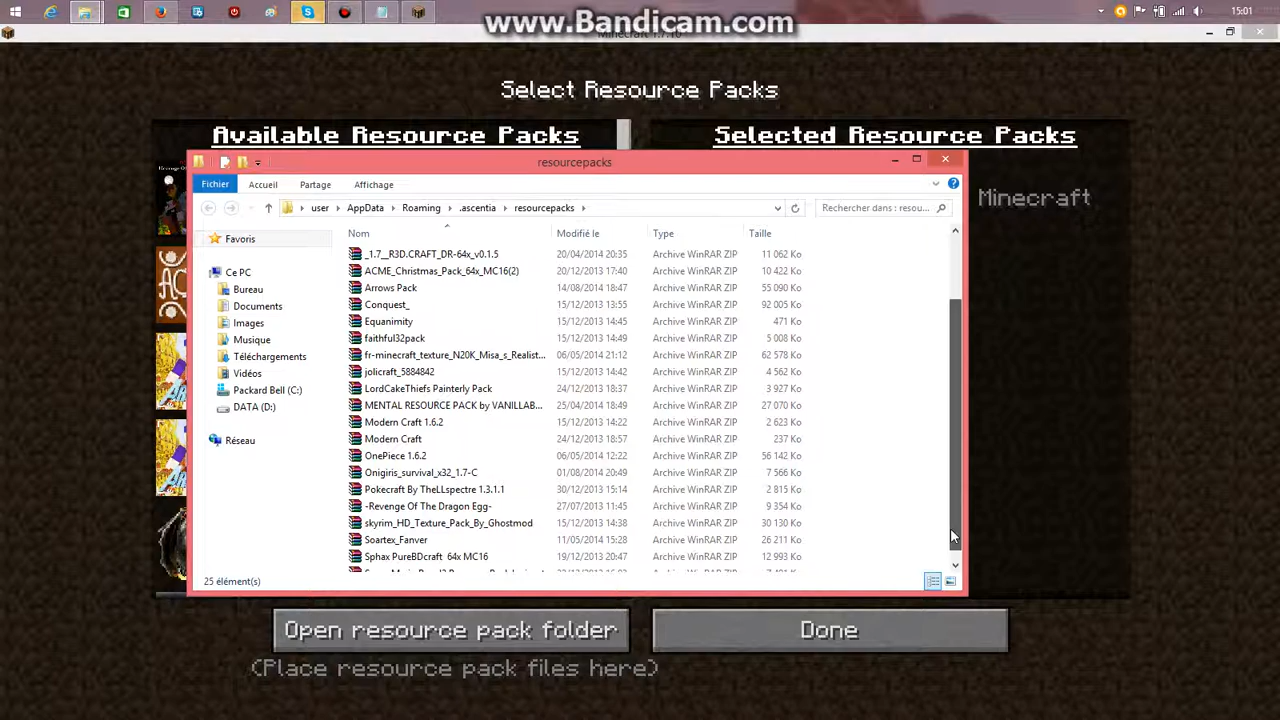 www.Bandicam.com
15:01
Minecraft 1.7.10
Select Resource Packs
Available Resource Packs
Selected Resource Packs
Minecraft
resourcepacks
Fichier Accueil Partage Affichage
user AppData Roaming .ascentia resourcepacks
Rechercher dans : resou...
Nom Modifié le Type Taille
Favoris
Ce PC
Bureau
Documents
Images
Musique
Téléchargements
Vidéos
Packard Bell (C:)
DATA (D:)
Réseau
_1.7__R3D.CRAFT_DR-64x_v0.1.5 20/04/2014 20:35 Archive WinRAR ZIP 11 062 Ko
ACME_Christmas_Pack_64x_MC16(2) 20/12/2013 17:40 Archive WinRAR ZIP 10 422 Ko
Arrows Pack 14/08/2014 18:47 Archive WinRAR ZIP 55 090 Ko
Conquest_ 15/12/2013 13:55 Archive WinRAR ZIP 92 005 Ko
Equanimity 15/12/2013 14:45 Archive WinRAR ZIP 471 Ko
faithful32pack 15/12/2013 14:49 Archive WinRAR ZIP 5 008 Ko
fr-minecraft_texture_N20K_Misa_s_Realist... 06/05/2014 21:12 Archive WinRAR ZIP 62 578 Ko
jolicraft_5884842 15/12/2013 14:42 Archive WinRAR ZIP 4 562 Ko
LordCakeThiefs Painterly Pack 24/12/2013 18:37 Archive WinRAR ZIP 3 927 Ko
MENTAL RESOURCE PACK by VANILLAB... 25/04/2014 18:49 Archive WinRAR ZIP 27 070 Ko
Modern Craft 1.6.2 15/12/2013 14:22 Archive WinRAR ZIP 2 623 Ko
Modern Craft 24/12/2013 18:57 Archive WinRAR ZIP 237 Ko
OnePiece 1.6.2 06/05/2014 12:22 Archive WinRAR ZIP 56 142 Ko
Onigiris_survival_x32_1.7-C 01/08/2014 20:49 Archive WinRAR ZIP 7 566 Ko
Pokecraft By TheLLspectre 1.3.1.1 30/12/2013 15:14 Archive WinRAR ZIP 2 815 Ko
-Revenge Of The Dragon Egg- 27/07/2013 11:45 Archive WinRAR ZIP 9 354 Ko
skyrim_HD_Texture_Pack_By_Ghostmod 15/12/2013 14:38 Archive WinRAR ZIP 30 130 Ko
Soartex_Fanver 11/05/2014 15:28 Archive WinRAR ZIP 26 211 Ko
Sphax PureBDcraft 64x MC16 19/12/2013 20:47 Archive WinRAR ZIP 12 993 Ko
25 élément(s)
Open resource pack folder
Done
(Place resource pack files here)